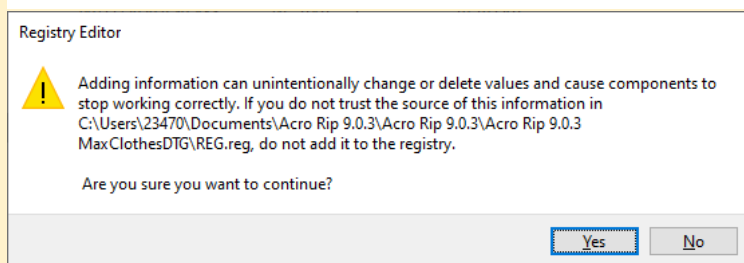 Registry Editor
Adding information can unintentionally change or delete values and cause components to
stop working correctly. If you do not trust the source of this information in
C:\Users\23470\Documents\Acro Rip 9.0.3\Acro Rip 9.0.3\Acro Rip 9.0.3
MaxClothesDTG\REG.reg, do not add it to the registry.
Are you sure you want to continue?
Yes No